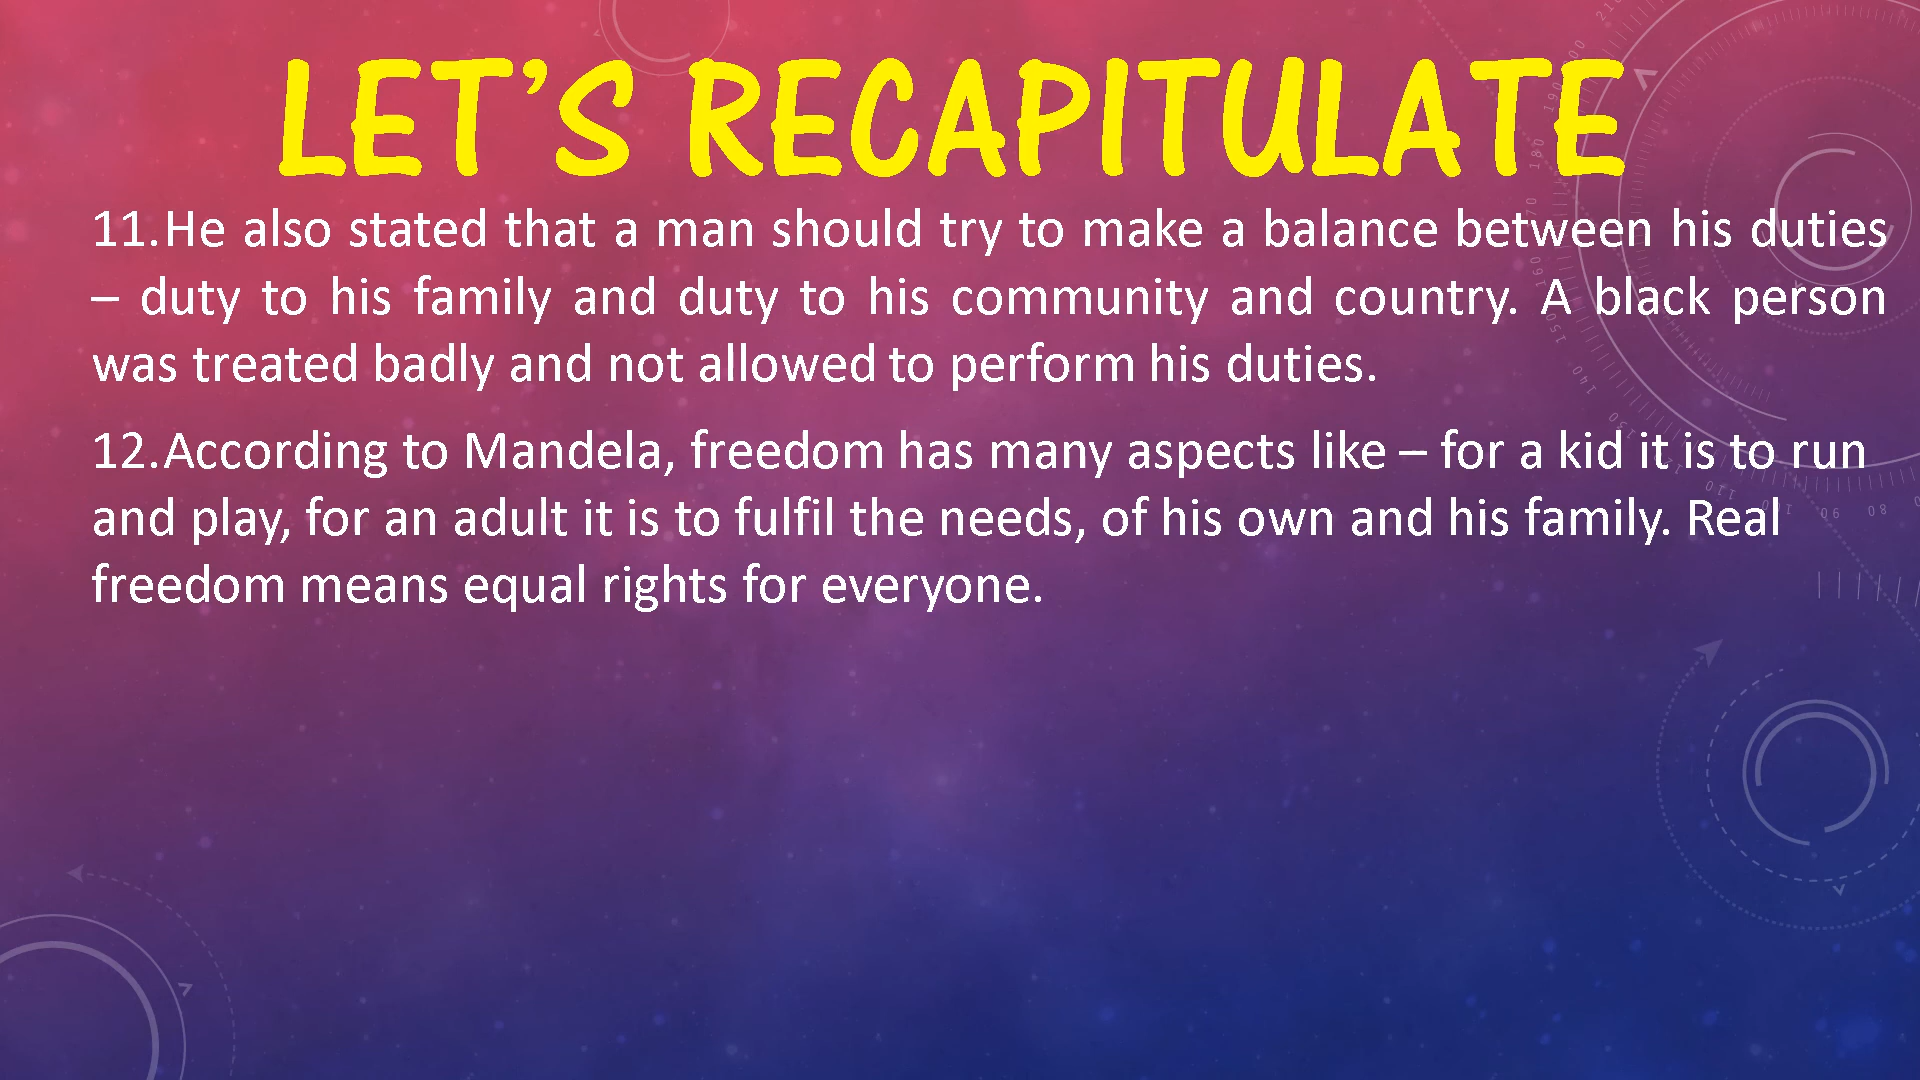 LET’S RECAPITULATE
11.He also stated that a man should try to make a balance between his duties
– duty to his family and duty to his community and country. A black person
was treated badly and not allowed to perform his duties.
12.According to Mandela, freedom has many aspects like – for a kid it is to run
and play, for an adult it is to fulfil the needs, of his own and his family. Real
freedom means equal rights for everyone.